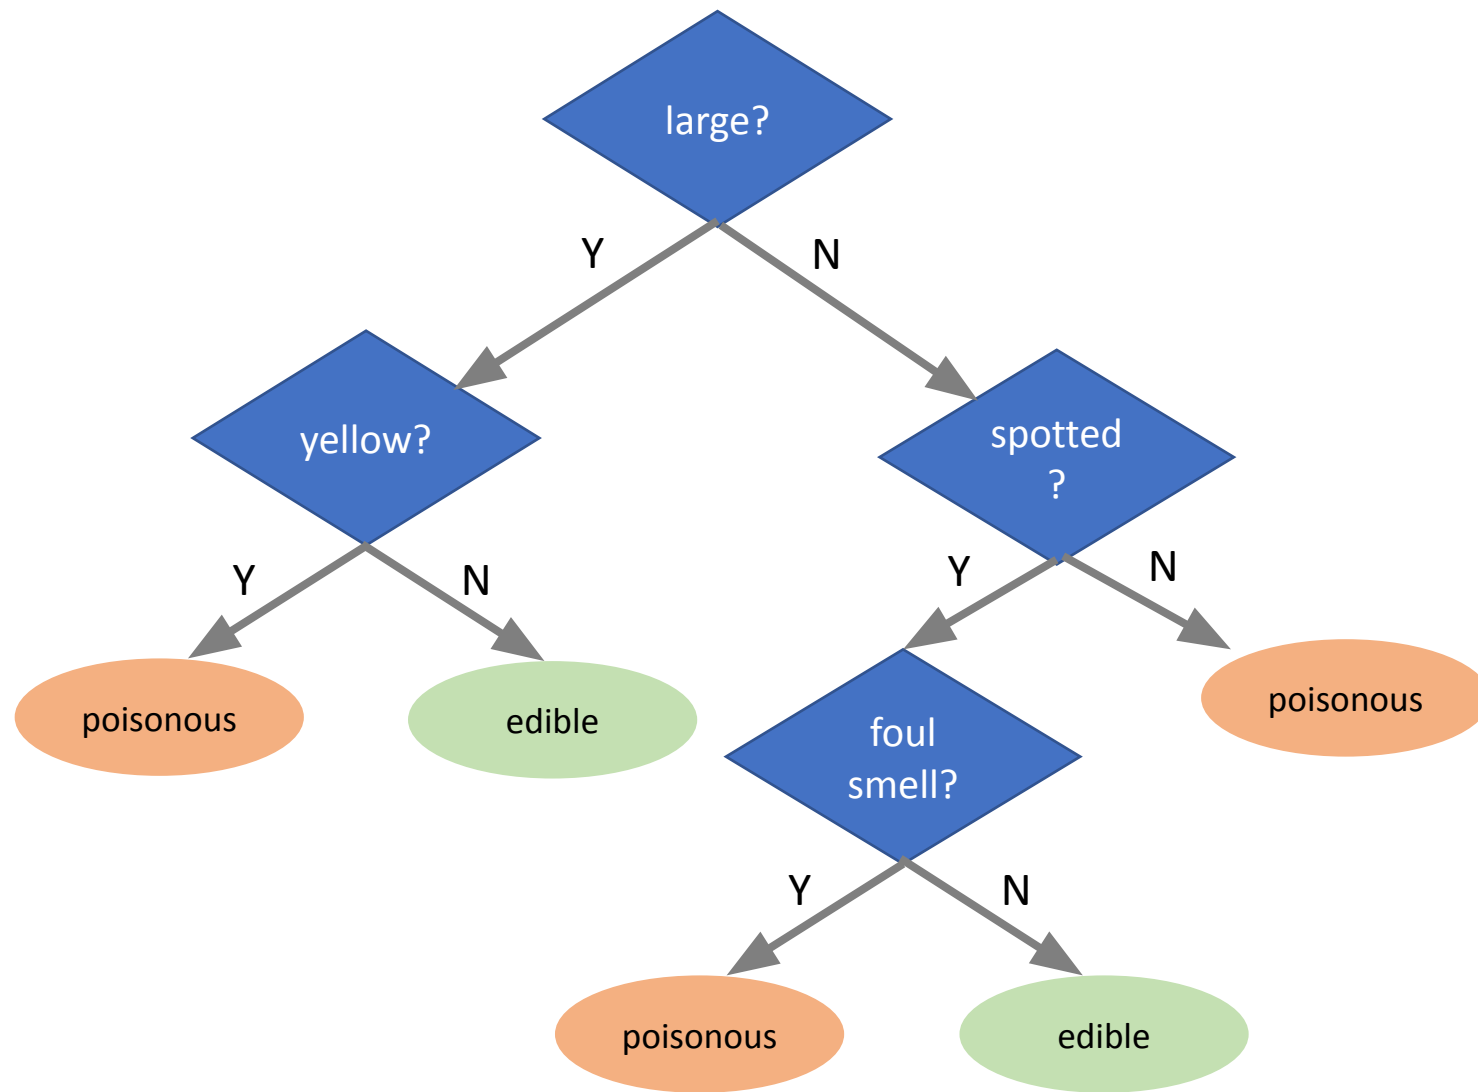 large?
Y
N
yellow?
spotted
?
Y
N
Y
N
poisonous
edible
foul
smell?
poisonous
Y
N
poisonous
edible